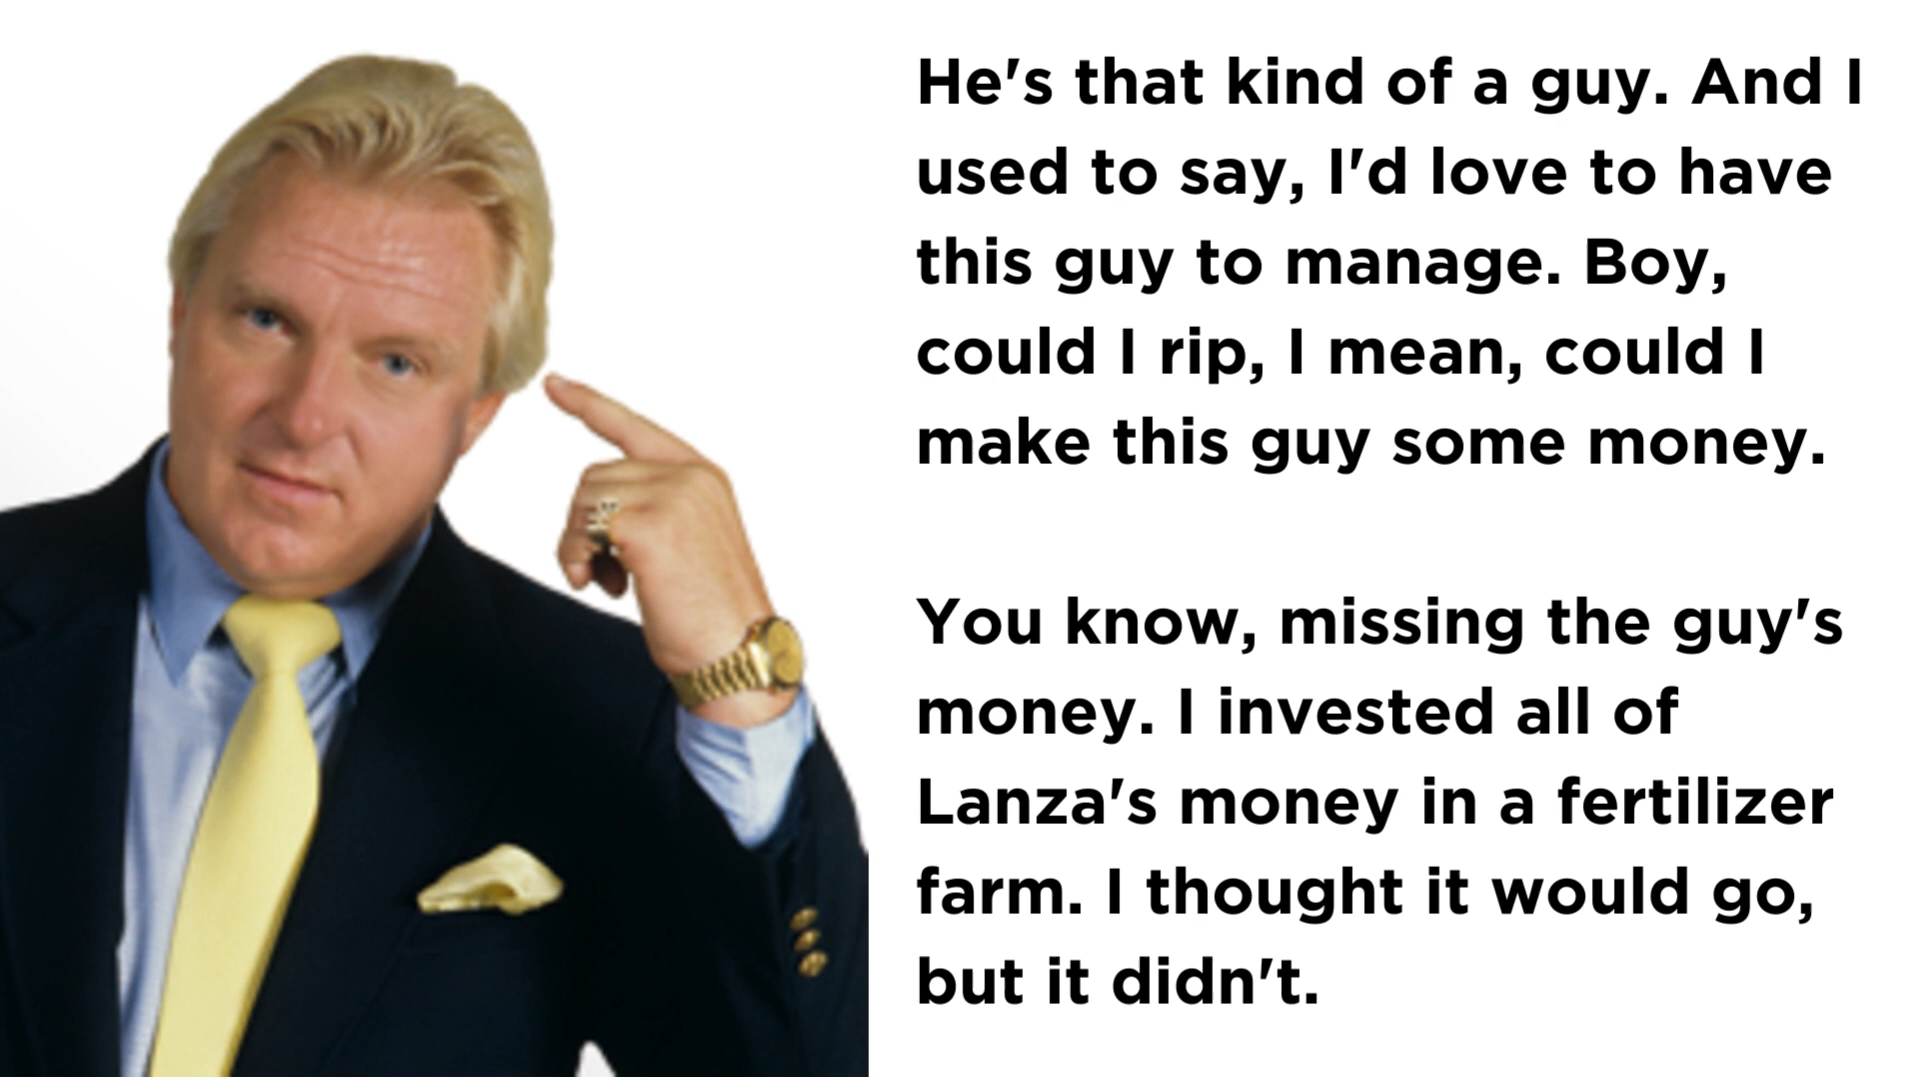 He's that kind of a guy. And I
used to say, I'd love to have
this guy to manage. Boy,
could I rip, I mean, could I
make this guy some money.
You know, missing the guy's
money. I invested all of
Lanza's money in a fertilizer
farm. I thought it would go,
but it didn't.